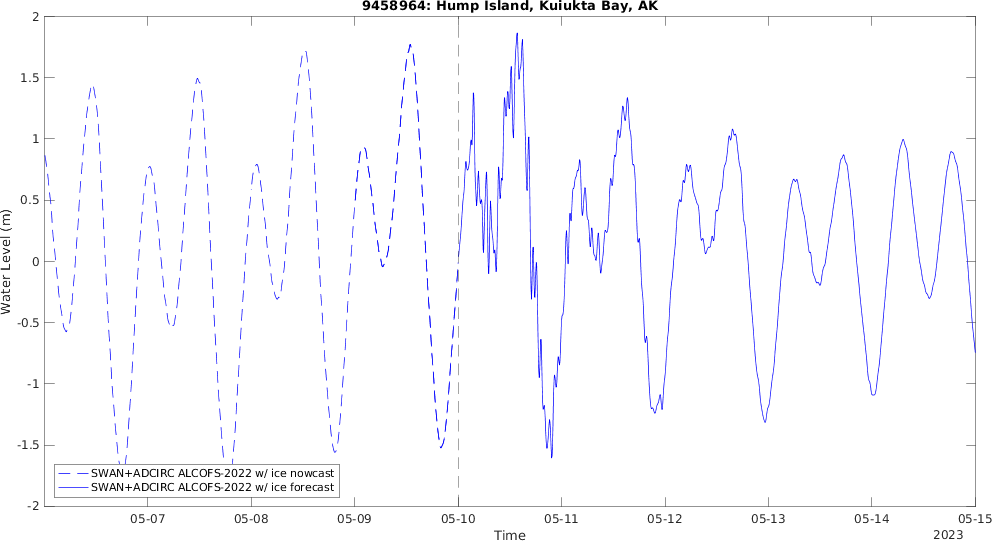 9458964: Hump Island, Kuiukta Bay, AK
2
1.5
1
0.5
0
-0.5
-1
-1.5
-2
Water Level (m)
SWAN+ADCIRC ALCOFS-2022 w/ ice nowcast
SWAN+ADCIRC ALCOFS-2022 w/ ice forecast
05-07 05-08 05-09 05-10 05-11 05-12 05-13 05-14 05-15
Time
2023